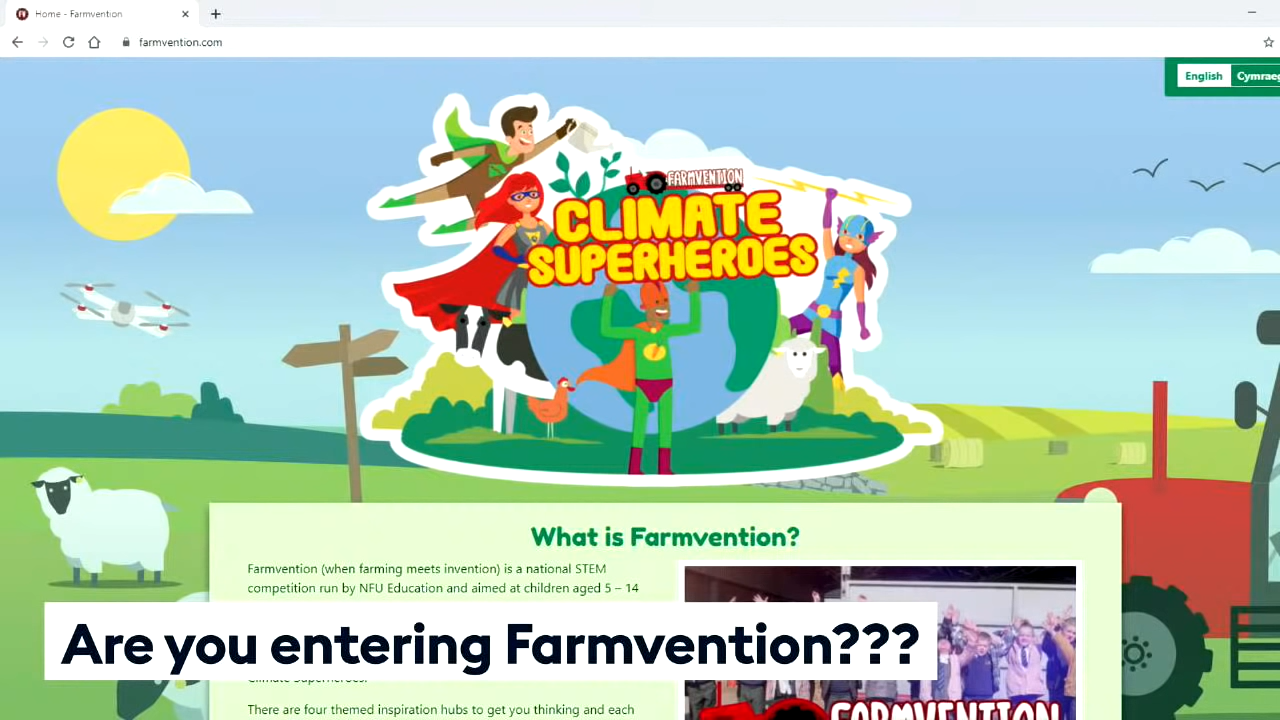 Home - Farmvention
farmvention.com
English
FARMVENTION
CLIMATE
SUPERHEROES
What is Farmvention?
Farmvention (when farming meets invention) is a national STEM
competition run by NFU Education and aimed at children aged 5 – 14
Are you entering Farmvention???
Climate Superheroes.
There are four themed inspiration hubs to get you thinking and each
FARMVENTION